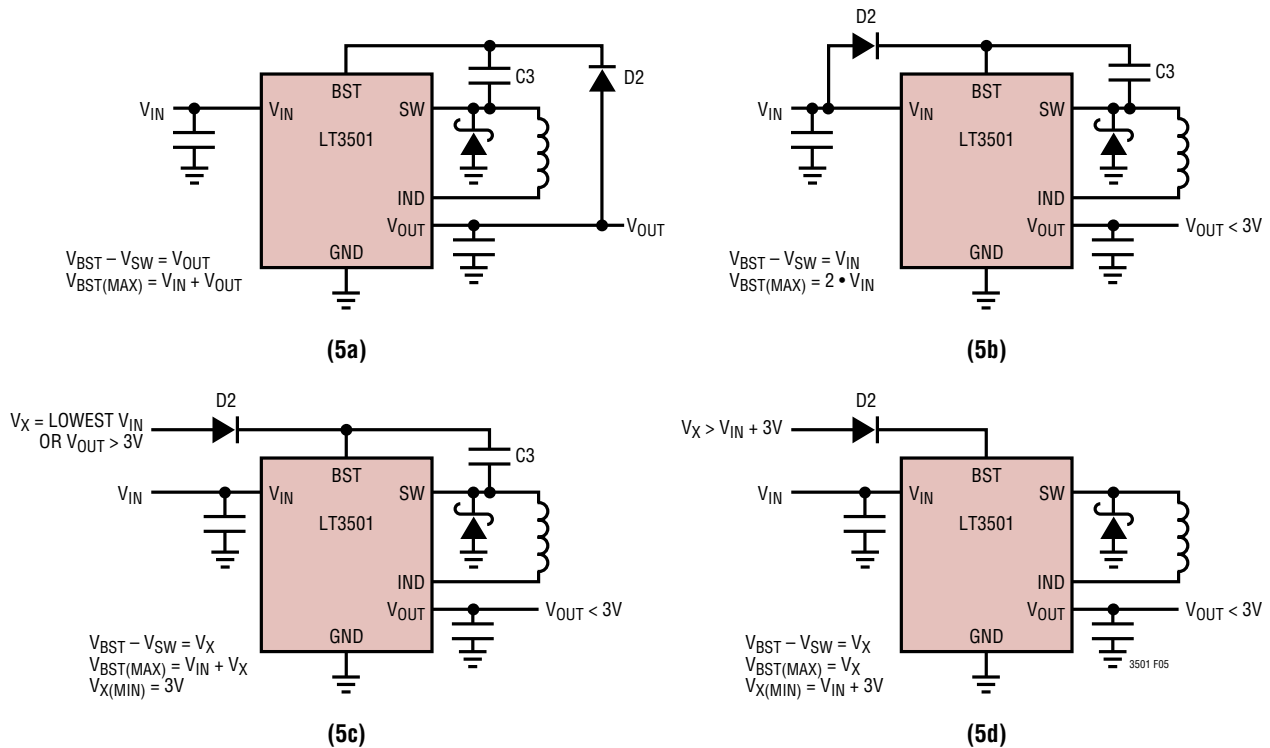 D2
C3
BST
V_IN
V_IN
SW
LT3501
IND
V_OUT
V_OUT
GND
V_BST – V_SW = V_OUT
V_BST(MAX) = V_IN + V_OUT
(5a)
D2
C3
BST
V_IN
V_IN
SW
LT3501
IND
V_OUT
V_OUT < 3V
GND
V_BST – V_SW = V_IN
V_BST(MAX) = 2 • V_IN
(5b)
D2
V_X = LOWEST V_IN
OR V_OUT > 3V
C3
BST
V_IN
V_IN
SW
LT3501
IND
V_OUT
V_OUT < 3V
GND
V_BST – V_SW = V_X
V_BST(MAX) = V_IN + V_X
V_X(MIN) = 3V
(5c)
D2
V_X > V_IN + 3V
BST
V_IN
V_IN
SW
LT3501
IND
V_OUT
V_OUT < 3V
GND
V_BST – V_SW = V_X
V_BST(MAX) = V_X
V_X(MIN) = V_IN + 3V
3501 F05
(5d)